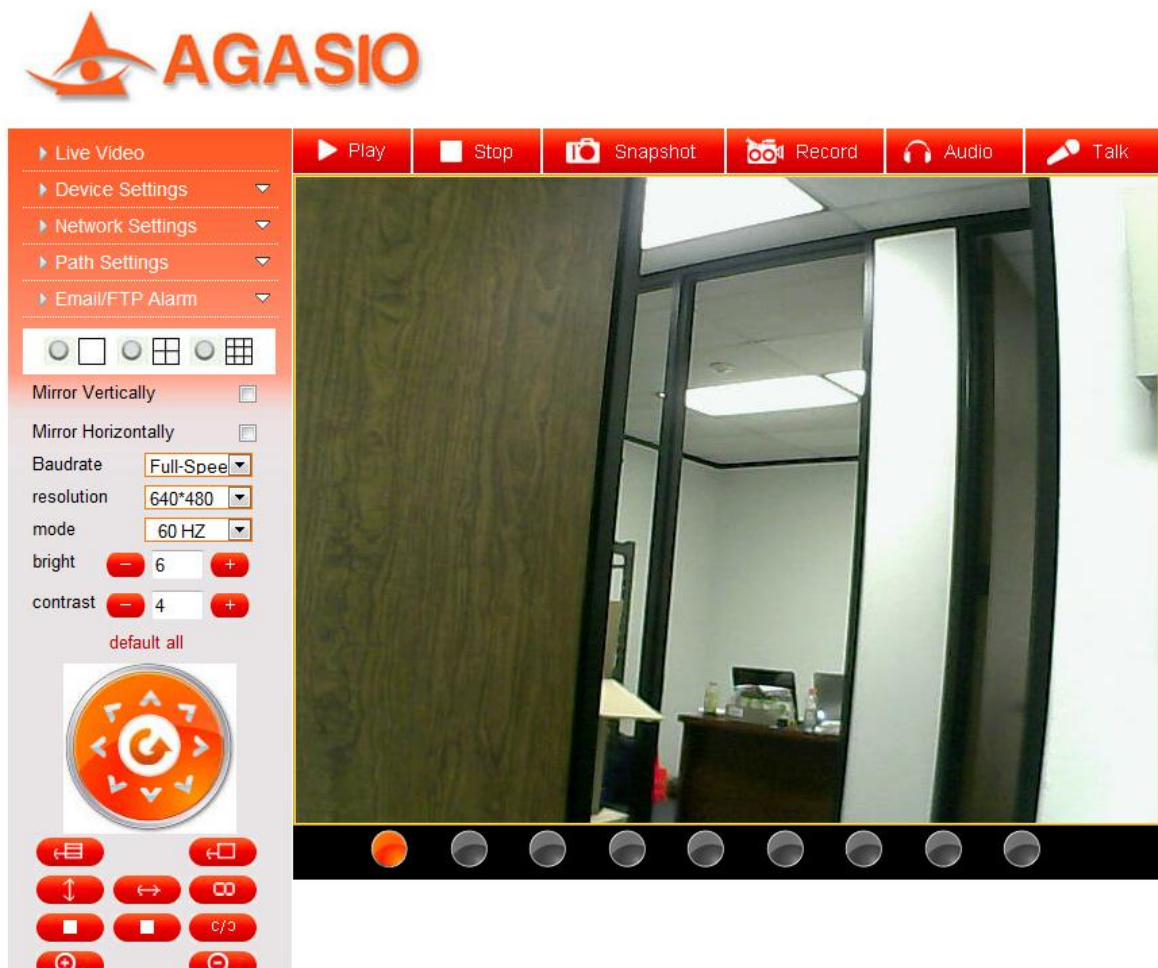 AGASIO
Live Video
Device Settings
Network Settings
Path Settings
Email/FTP Alarm
Play
Stop
Snapshot
Record
Audio
Talk
Mirror Vertically
Mirror Horizontally
Baudrate Full-Spee
resolution 640*480
mode 60 HZ
bright − 6 +
contrast − 4 +
default all